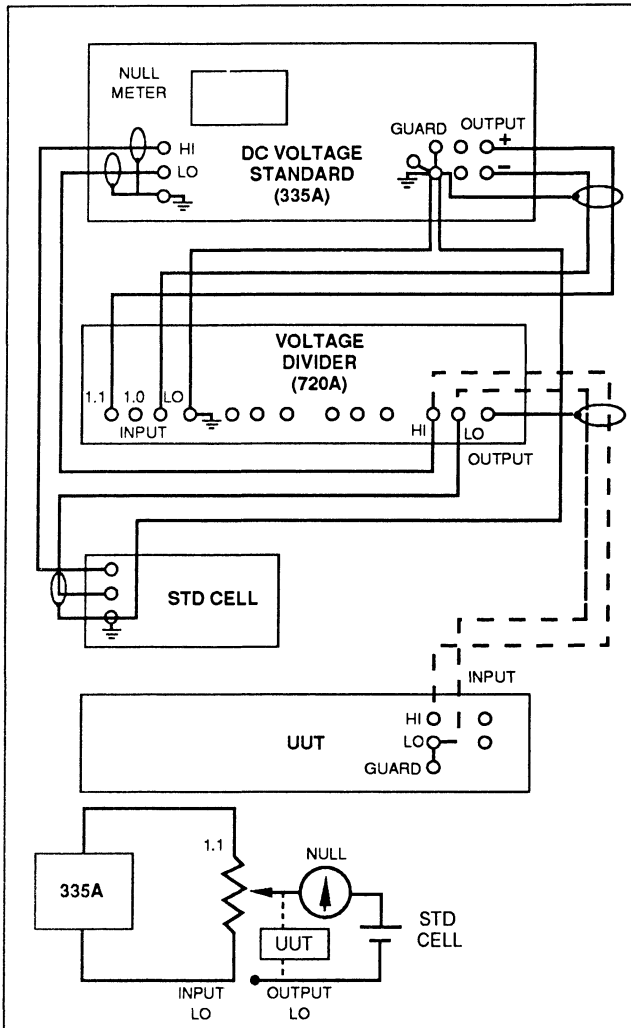 NULL
METER
HI
LO
DC VOLTAGE
STANDARD
(335A)
GUARD
OUTPUT
+
–
VOLTAGE
DIVIDER
(720A)
1.1 1.0 LO
INPUT
HI LO
OUTPUT
STD CELL
INPUT
UUT
HI
LO
GUARD
335A
1.1
NULL
UUT
STD
CELL
INPUT
LO
OUTPUT
LO